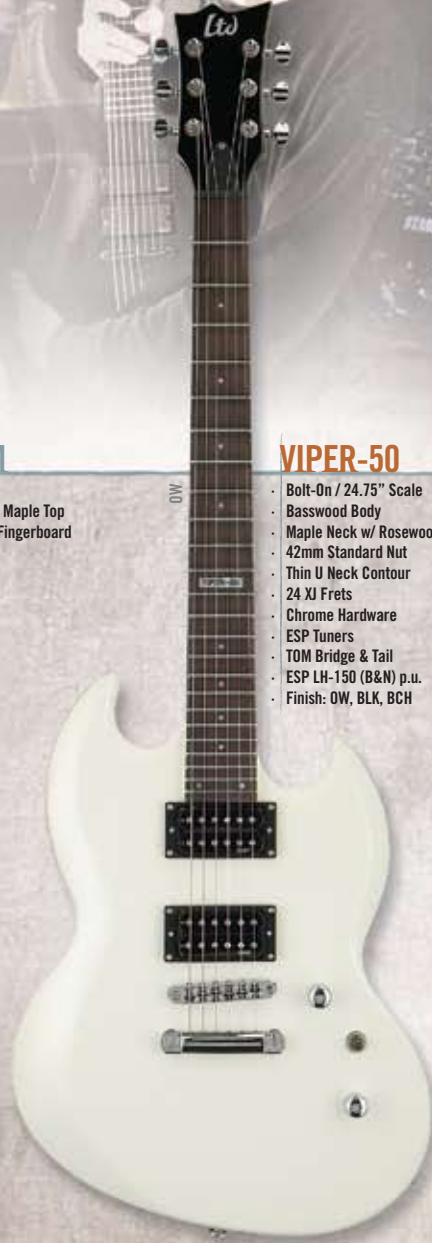 Ltd
VIPER-50
Maple Top
Fingerboard
OW
· Bolt-On / 24.75” Scale
· Basswood Body
· Maple Neck w/ Rosewoo
· 42mm Standard Nut
· Thin U Neck Contour
· 24 XJ Frets
· Chrome Hardware
· ESP Tuners
· TOM Bridge & Tail
· ESP LH-150 (B&N) p.u.
· Finish: OW, BLK, BCH